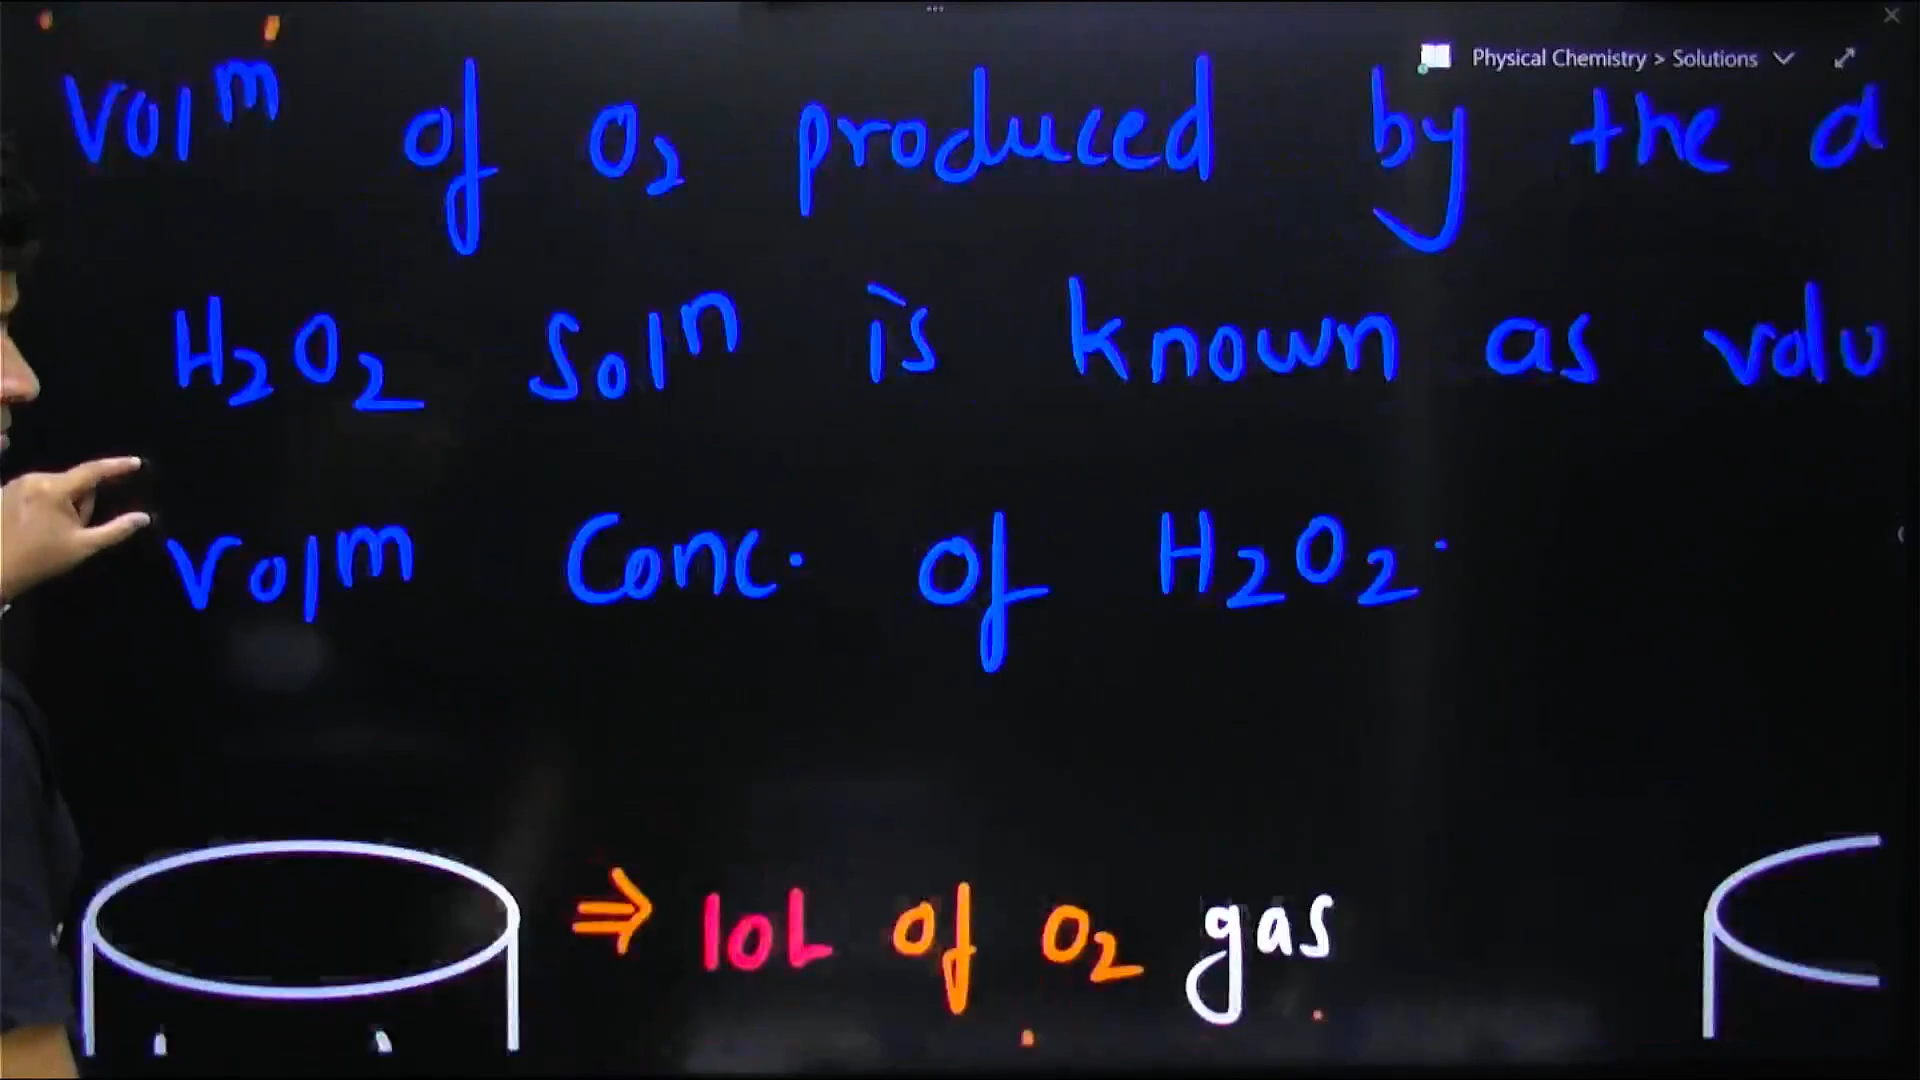 Physical Chemistry > Solutions
Volm of O2 produced by the d
H2O2 Soln is known as volu
Volm Conc. of H2O2.
⇒ 10L of O2 gas